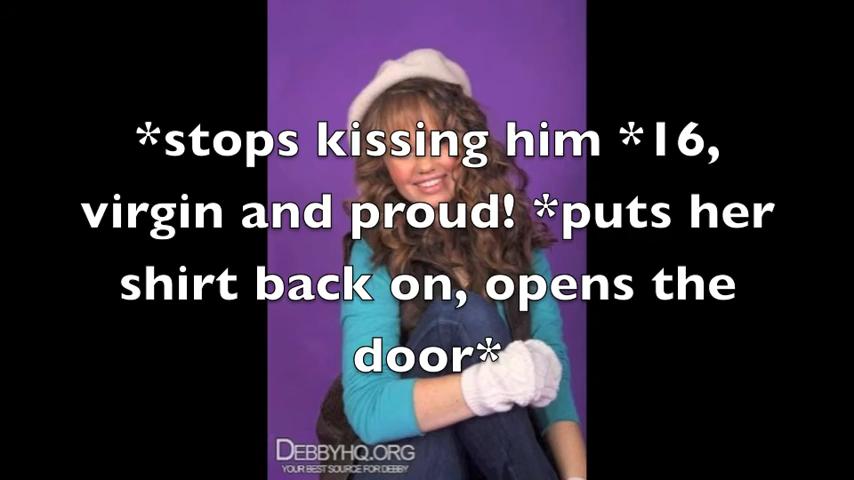 *stops kissing him *16,
virgin and proud! *puts her
shirt back on, opens the
door*
DEBBYHQ.ORG
YOUR BEST SOURCE FOR DEBBY